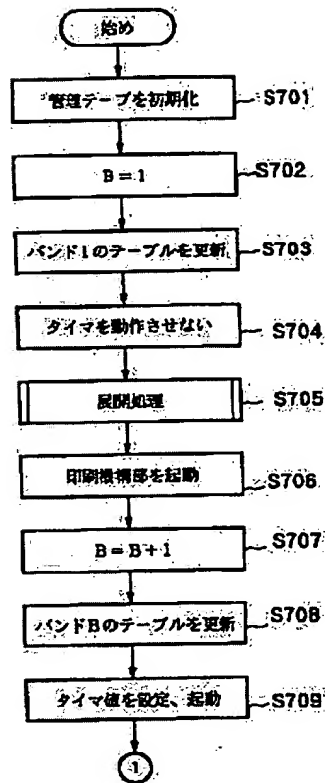 始め
管理テーブを初期化
S701
B=1
S702
バンド1のテーブルを更新
S703
タイマを動作させない
S704
展開処理
S705
印刷機構部を起動
S706
B=B+1
S707
バンドBのテーブルを更新
S708
タイマ値を設定、起動
S709
1